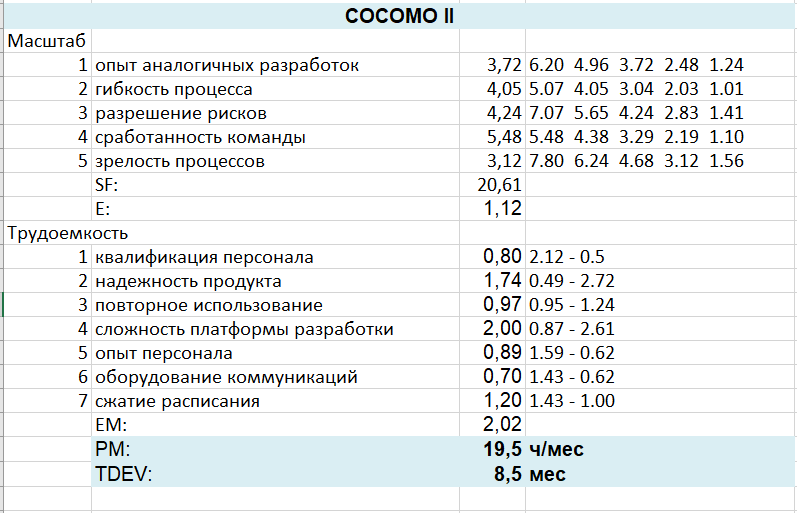 COCOMO II
Масштаб
1 опыт аналогичных разработок 3,72 6.20 4.96 3.72 2.48 1.24
2 гибкость процесса 4,05 5.07 4.05 3.04 2.03 1.01
3 разрешение рисков 4,24 7.07 5.65 4.24 2.83 1.41
4 сработанность команды 5,48 5.48 4.38 3.29 2.19 1.10
5 зрелость процессов 3,12 7.80 6.24 4.68 3.12 1.56
SF: 20,61
E: 1,12
Трудоемкость
1 квалификация персонала 0,80 2.12 - 0.5
2 надежность продукта 1,74 0.49 - 2.72
3 повторное использование 0,97 0.95 - 1.24
4 сложность платформы разработки 2,00 0.87 - 2.61
5 опыт персонала 0,89 1.59 - 0.62
6 оборудование коммуникаций 0,70 1.43 - 0.62
7 сжатие расписания 1,20 1.43 - 1.00
EM: 2,02
PM: 19,5 ч/мес
TDEV: 8,5 мес